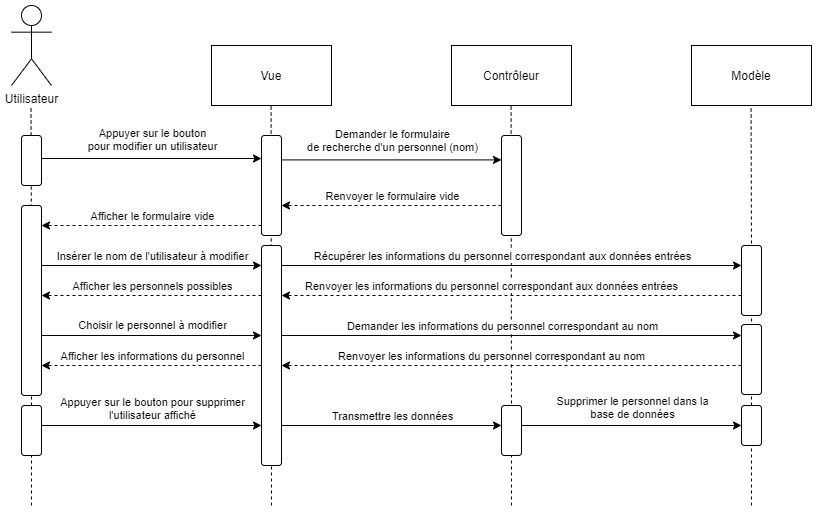 Utilisateur
Vue
Contrôleur
Modèle
Appuyer sur le bouton
pour modifier un utilisateur
Demander le formulaire
de recherche d'un personnel (nom)
Renvoyer le formulaire vide
Afficher le formulaire vide
Insérer le nom de l'utilisateur à modifier
Récupérer les informations du personnel correspondant aux données entrées
Afficher les personnels possibles
Renvoyer les informations du personnel correspondant aux données entrées
Choisir le personnel à modifier
Demander les informations du personnel correspondant au nom
Afficher les informations du personnel
Renvoyer les informations du personnel correspondant au nom
Appuyer sur le bouton pour supprimer
l'utilisateur affiché
Transmettre les données
Supprimer le personnel dans la
base de données